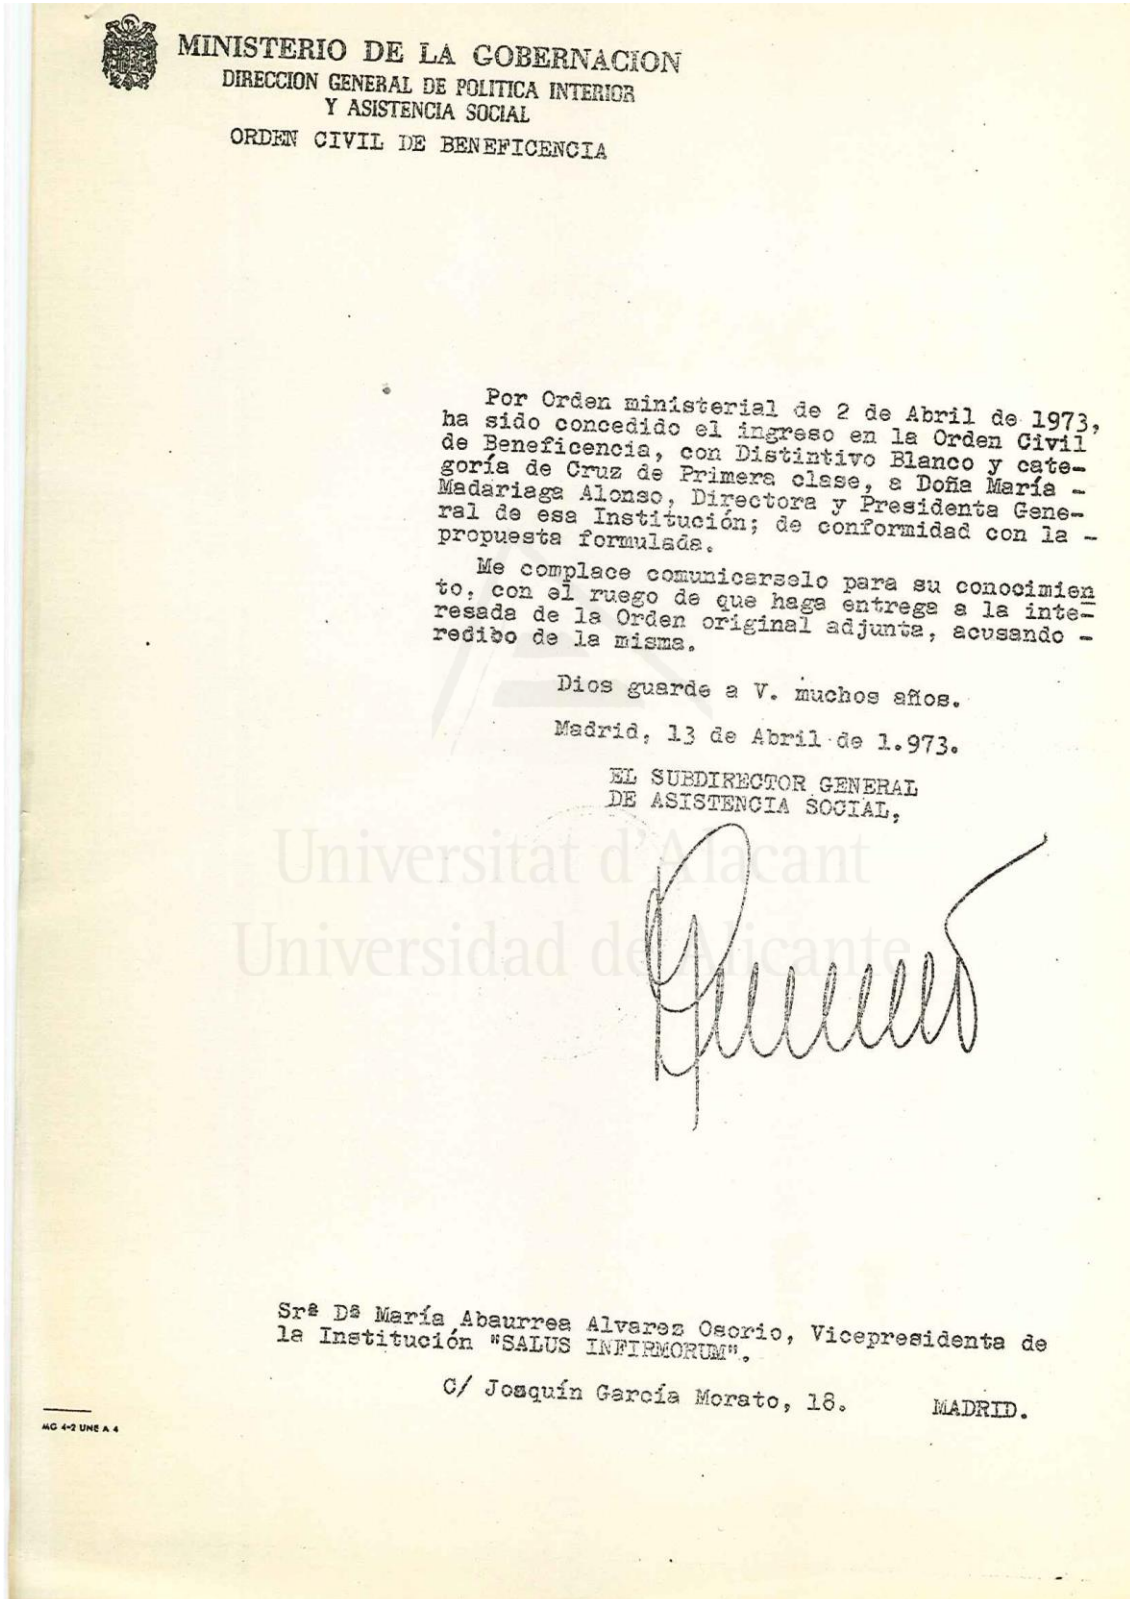 MINISTERIO DE LA GOBERNACION
DIRECCION GENERAL DE POLITICA INTERIOR
Y ASISTENCIA SOCIAL
ORDEN CIVIL DE BENEFICENCIA
Por Orden ministerial de 2 de Abril de 1973,
ha sido concedido el ingreso en la Orden Civil
de Beneficencia, con Distintivo Blanco y cate-
goría de Cruz de Primera clase, a Doña María -
Madariaga Alonso, Directora y Presidenta Gene-
ral de esa Institución; de conformidad con la -
propuesta formulada.
Me complace comunicarselo para su conocimien
to, con el ruego de que haga entrega a la inte-
resada de la Orden original adjunta, acusando -
redibo de la misma.
Dios guarde a V. muchos años.
Madrid, 13 de Abril de 1.973.
EL SUBDIRECTOR GENERAL
DE ASISTENCIA SOCIAL,
Universitat d'Alacant
Universidad de Alicante
Srª Dª María Abaurrea Alvarez Osorio, Vicepresidenta de
la Institución "SALUS INFIRMORUM".
C/ Joaquín García Morato, 18. MADRID.
MG 4-2 UNE A 4